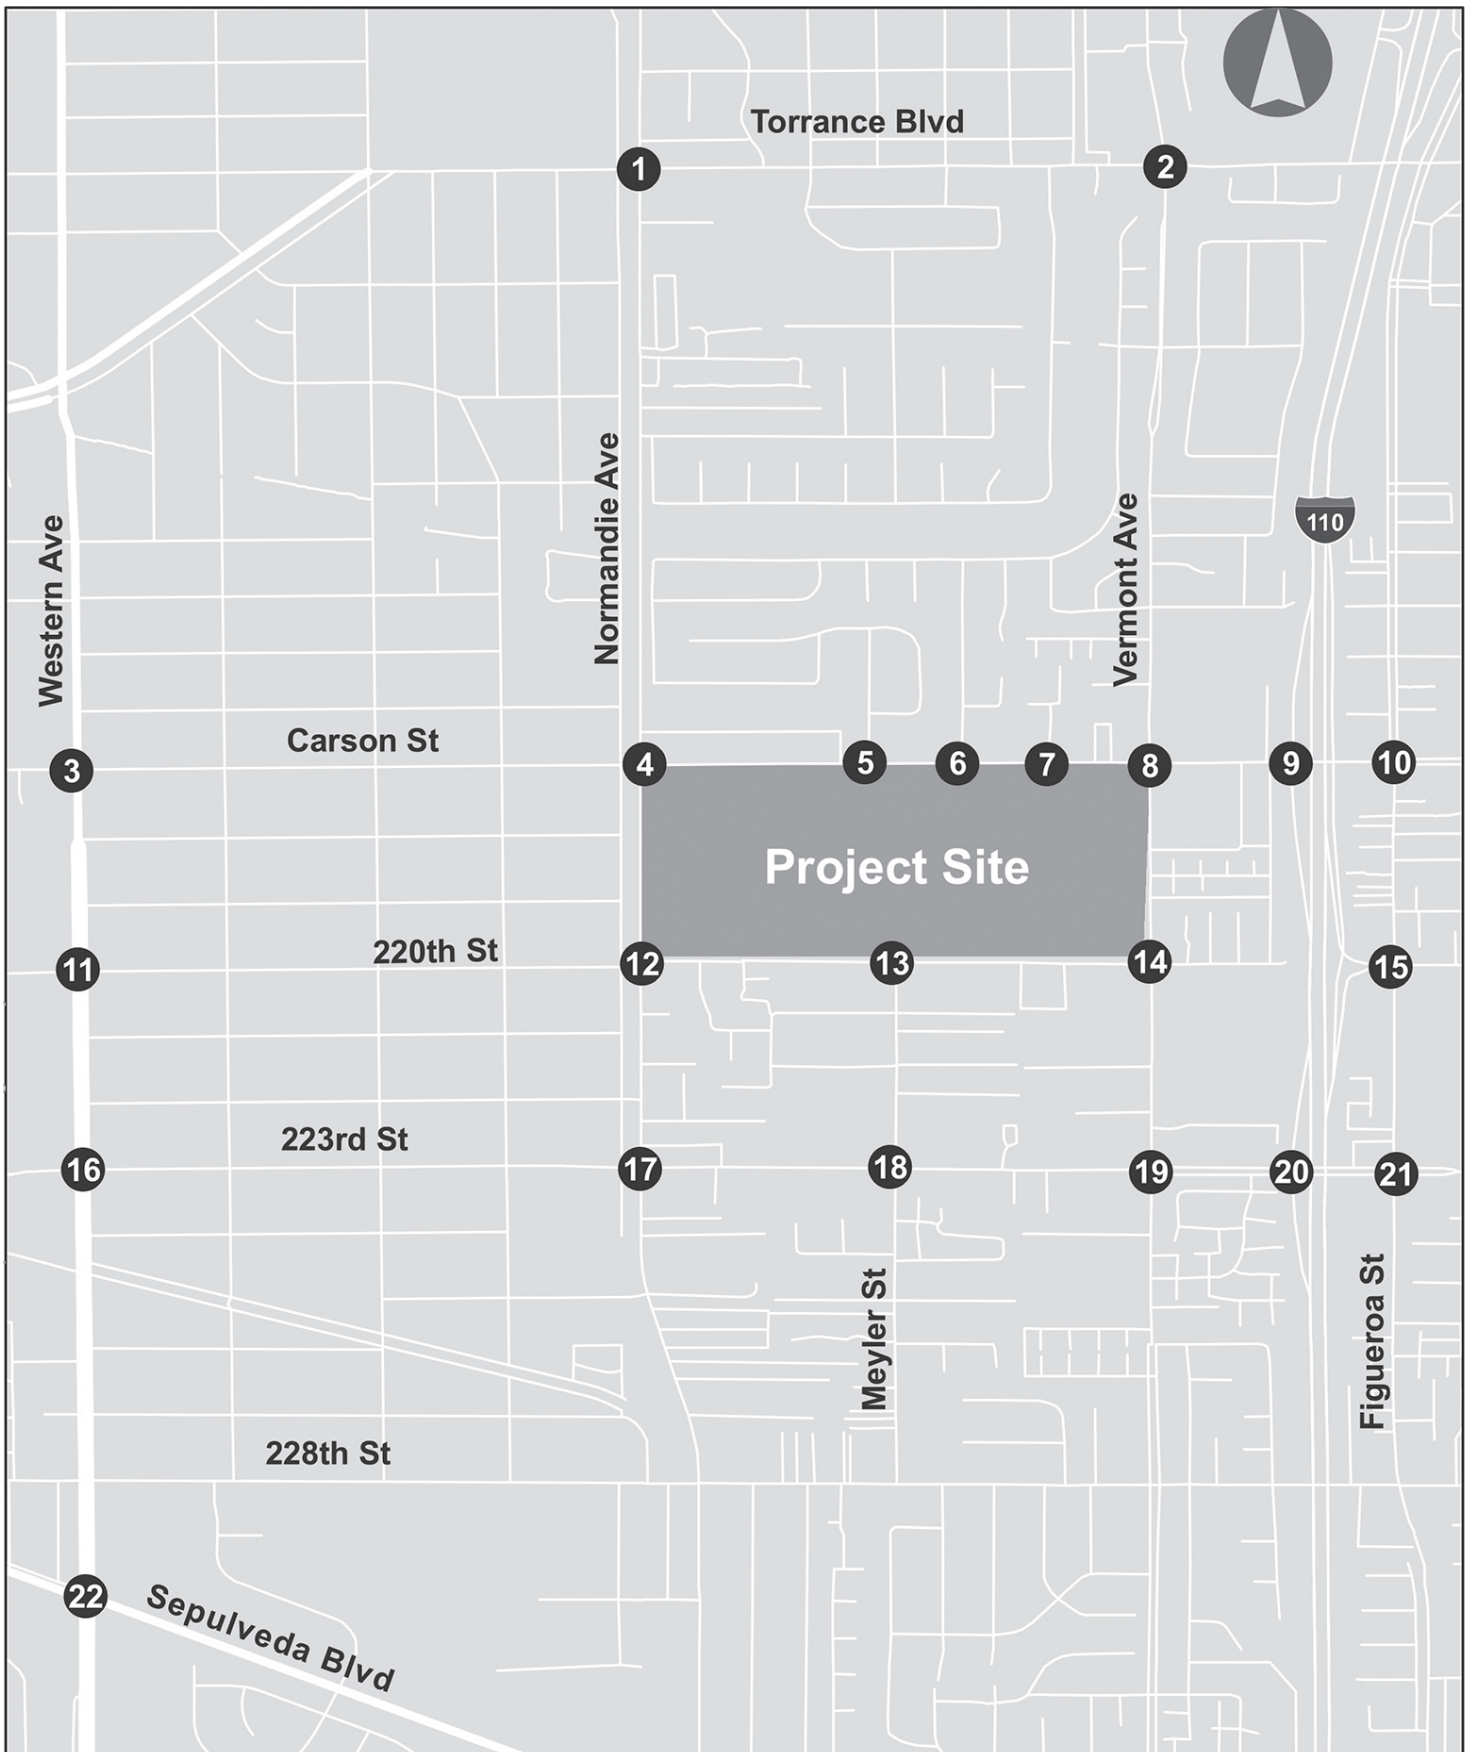 Torrance Blvd
1
2
110
Normandie Ave
Vermont Ave
Western Ave
Carson St
3
4
5
6
7
8
9
10
Project Site
220th St
11
12
13
14
15
223rd St
16
17
18
19
20
21
Meyler St
Figueroa St
228th St
22
Sepulveda Blvd